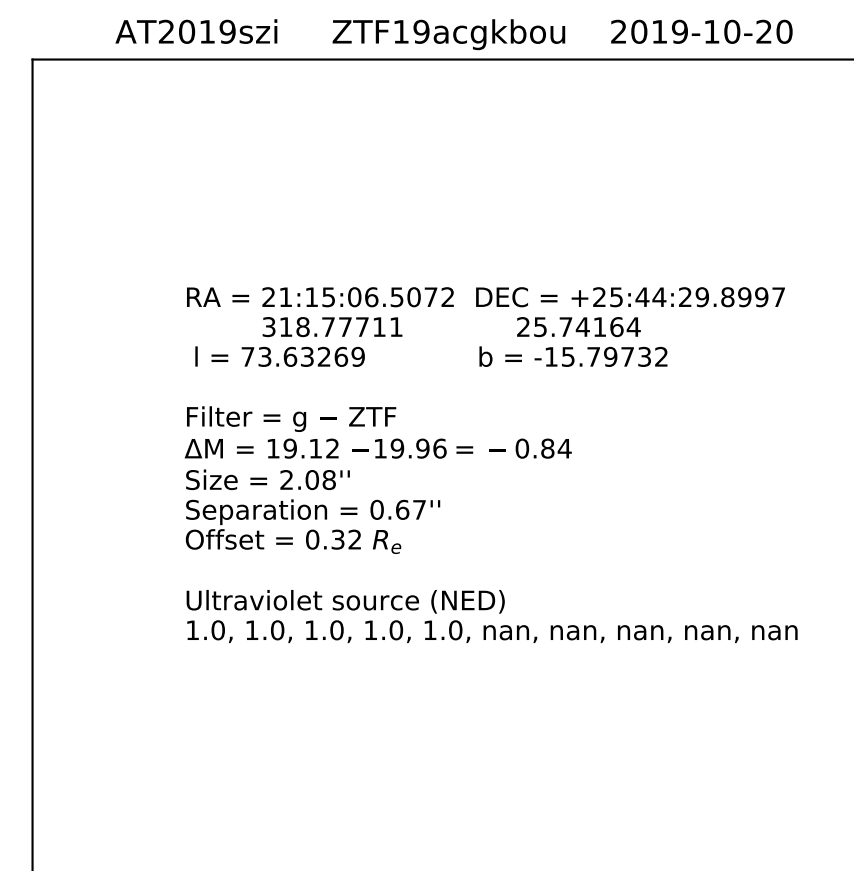 AT2019szi ZTF19acgkbou 2019-10-20
RA = 21:15:06.5072 DEC = +25:44:29.8997
318.77711 25.74164
l = 73.63269 b = -15.79732
Filter = g − ZTF
ΔM = 19.12 −19.96 = − 0.84
Size = 2.08''
Separation = 0.67''
Offset = 0.32 Re
Ultraviolet source (NED)
1.0, 1.0, 1.0, 1.0, 1.0, nan, nan, nan, nan, nan